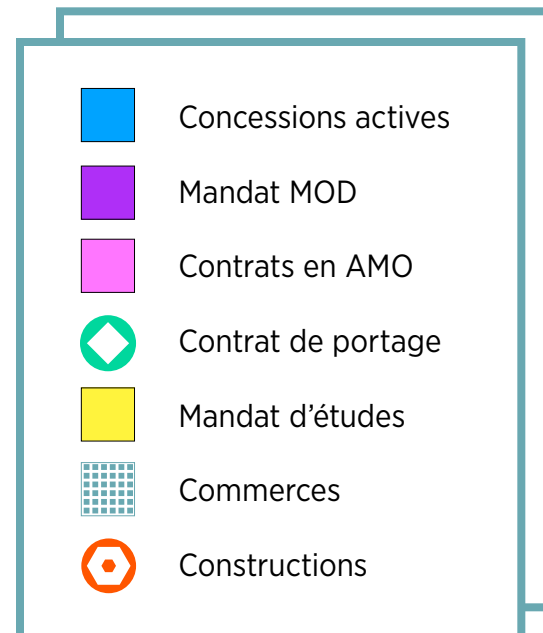 Concessions actives
Mandat MOD
Contrats en AMO
Contrat de portage
Mandat d’études
Commerces
Constructions